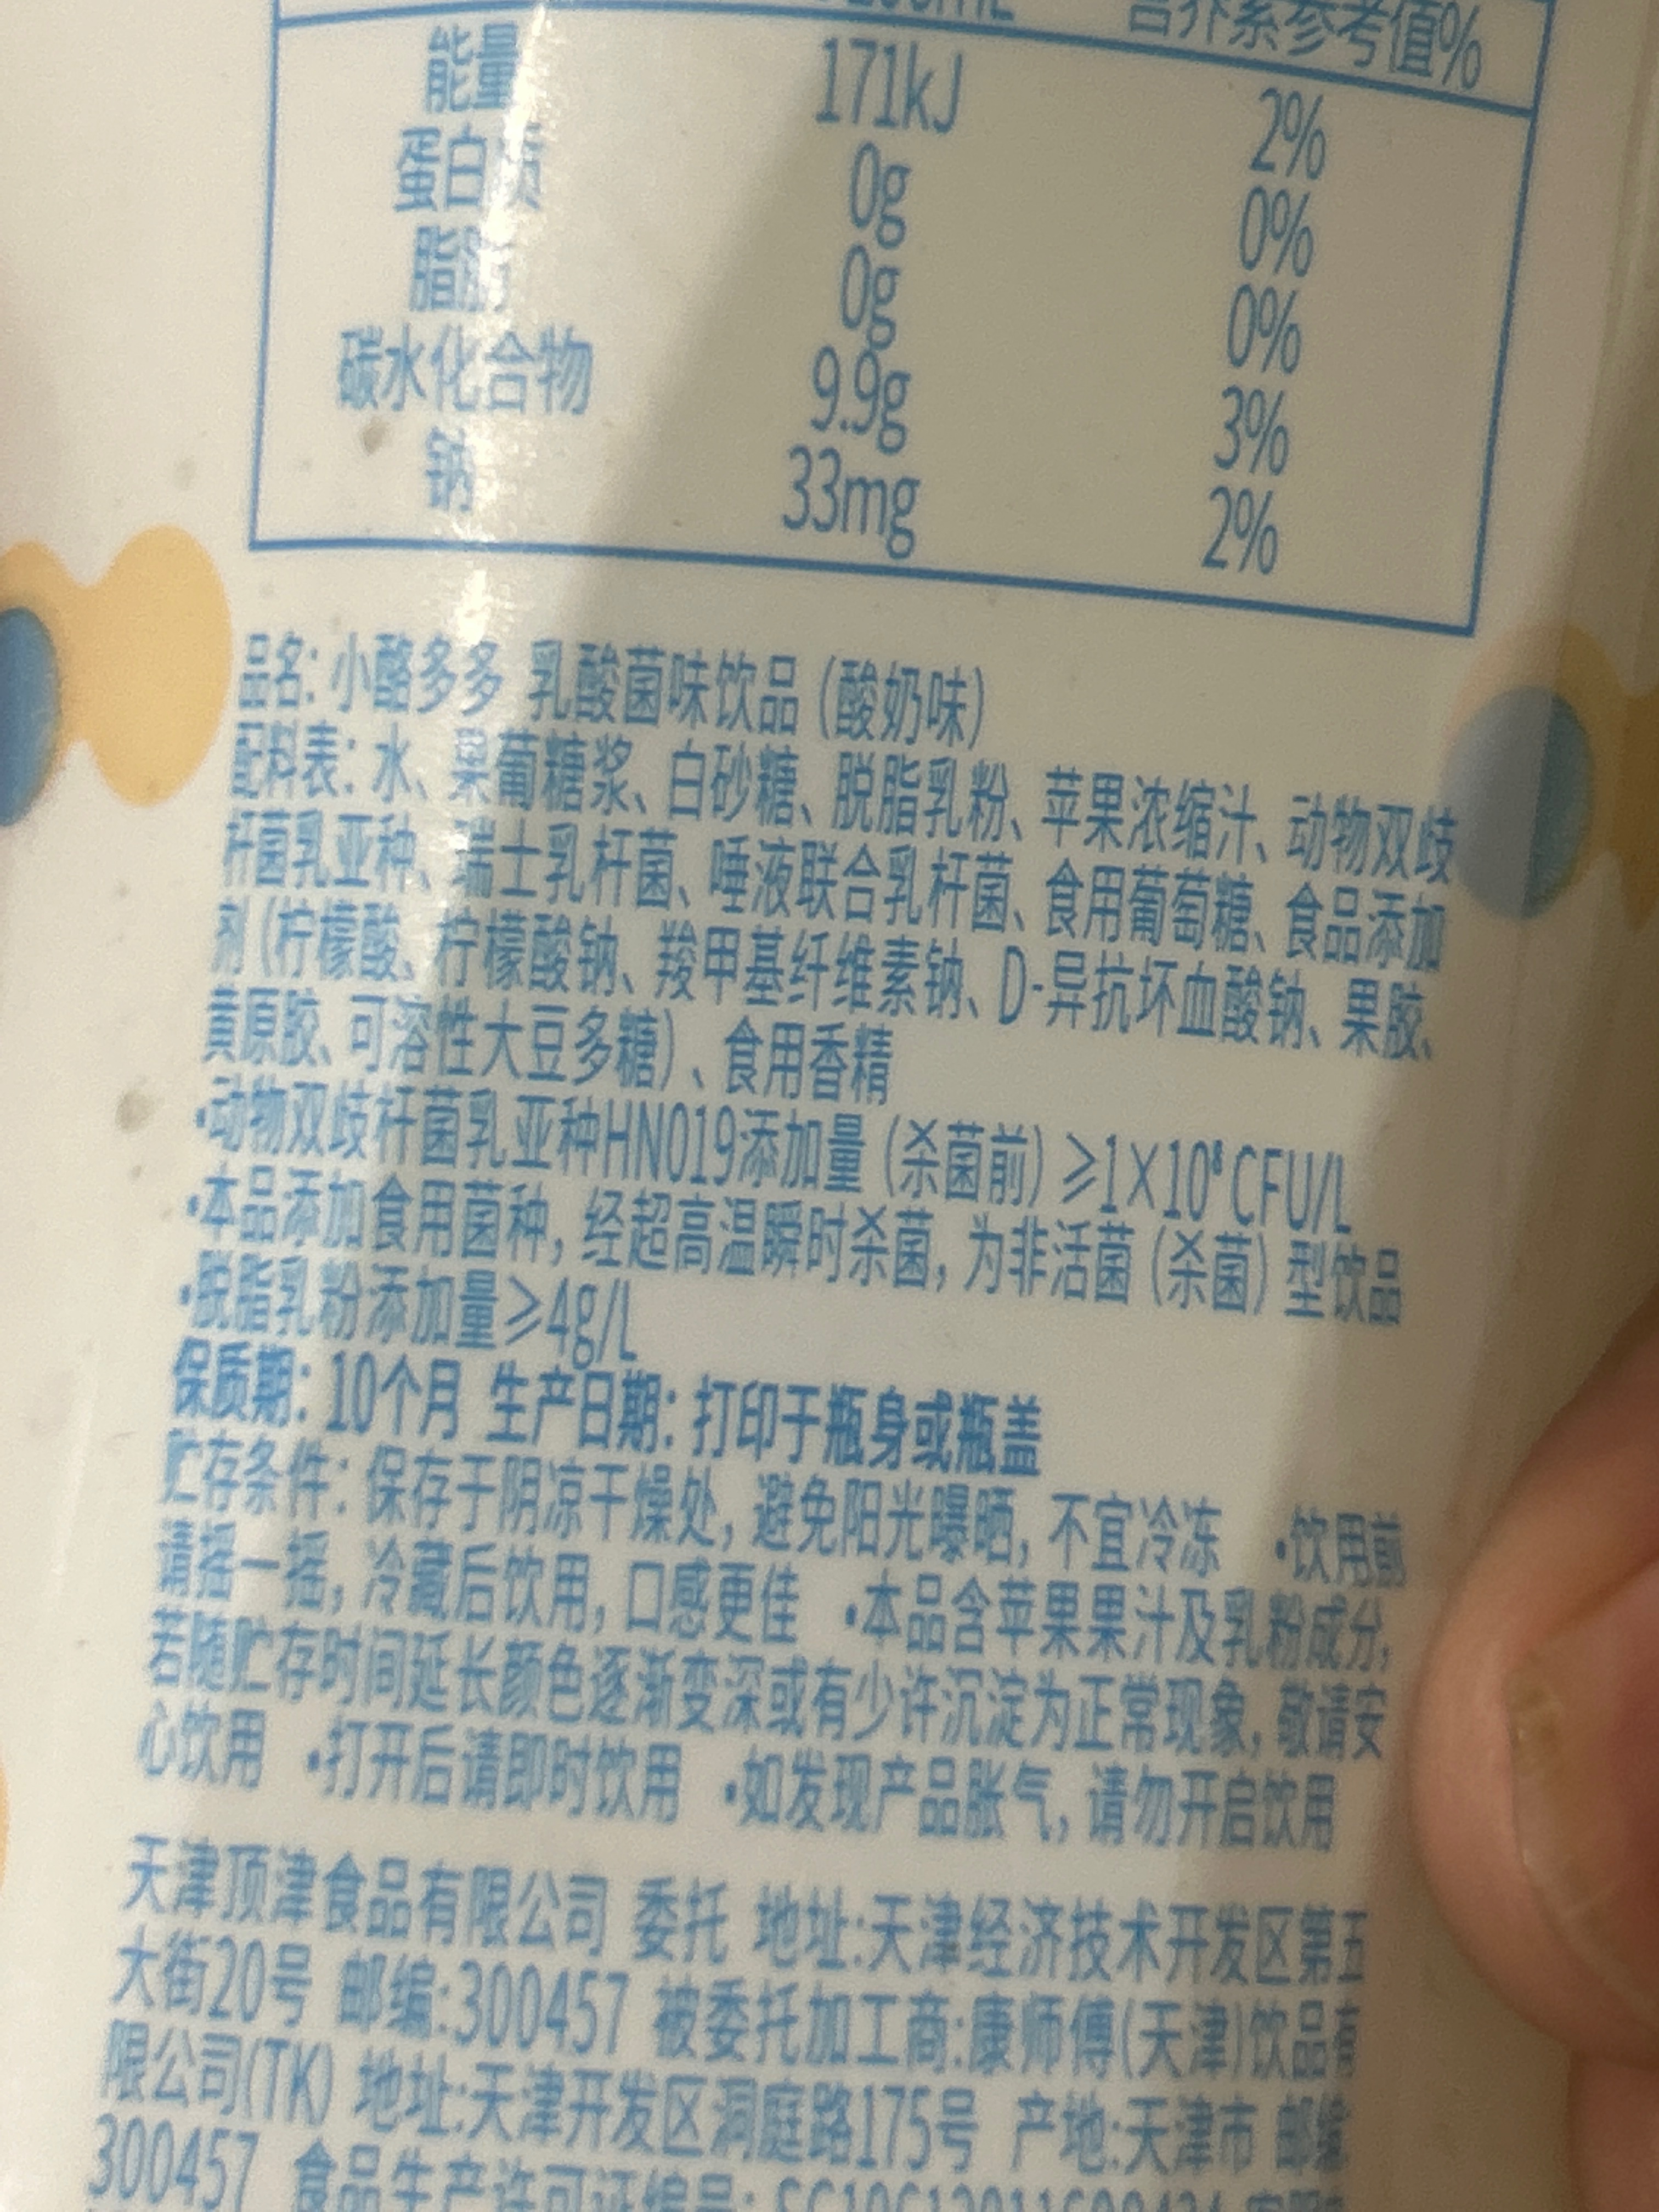 营养素参考值%
能量 171kJ 2%
蛋白质 0g 0%
脂肪 0g 0%
碳水化合物 9.9g 3%
钠 33mg 2%
品名: 小酪多多 乳酸菌味饮品 (酸奶味)
配料表: 水、果葡糖浆、白砂糖、脱脂乳粉、苹果浓缩汁、动物双歧
杆菌乳亚种、瑞士乳杆菌、唾液联合乳杆菌、食用葡萄糖、食品添加
剂 (柠檬酸、柠檬酸钠、羧甲基纤维素钠、D-异抗坏血酸钠、果胶、
黄原胶、可溶性大豆多糖)、食用香精
•动物双歧杆菌乳亚种HN019添加量 (杀菌前) ≥1×10⁸CFU/L
•本品添加食用菌种, 经超高温瞬时杀菌, 为非活菌 (杀菌) 型饮品
•脱脂乳粉添加量≥4g/L
保质期: 10个月 生产日期: 打印于瓶身或瓶盖
贮存条件: 保存于阴凉干燥处, 避免阳光曝晒, 不宜冷冻 •饮用前
请摇一摇, 冷藏后饮用, 口感更佳 •本品含苹果果汁及乳粉成分,
若随贮存时间延长颜色逐渐变深或有少许沉淀为正常现象, 敬请安
心饮用 •打开后请即时饮用 •如发现产品胀气, 请勿开启饮用
天津顶津食品有限公司 委托 地址:天津经济技术开发区第五
大街20号 邮编:300457 被委托加工商:康师傅(天津)饮品有
限公司(TK) 地址:天津开发区洞庭路175号 产地:天津市 邮编
300457 食品生产许可证编号: